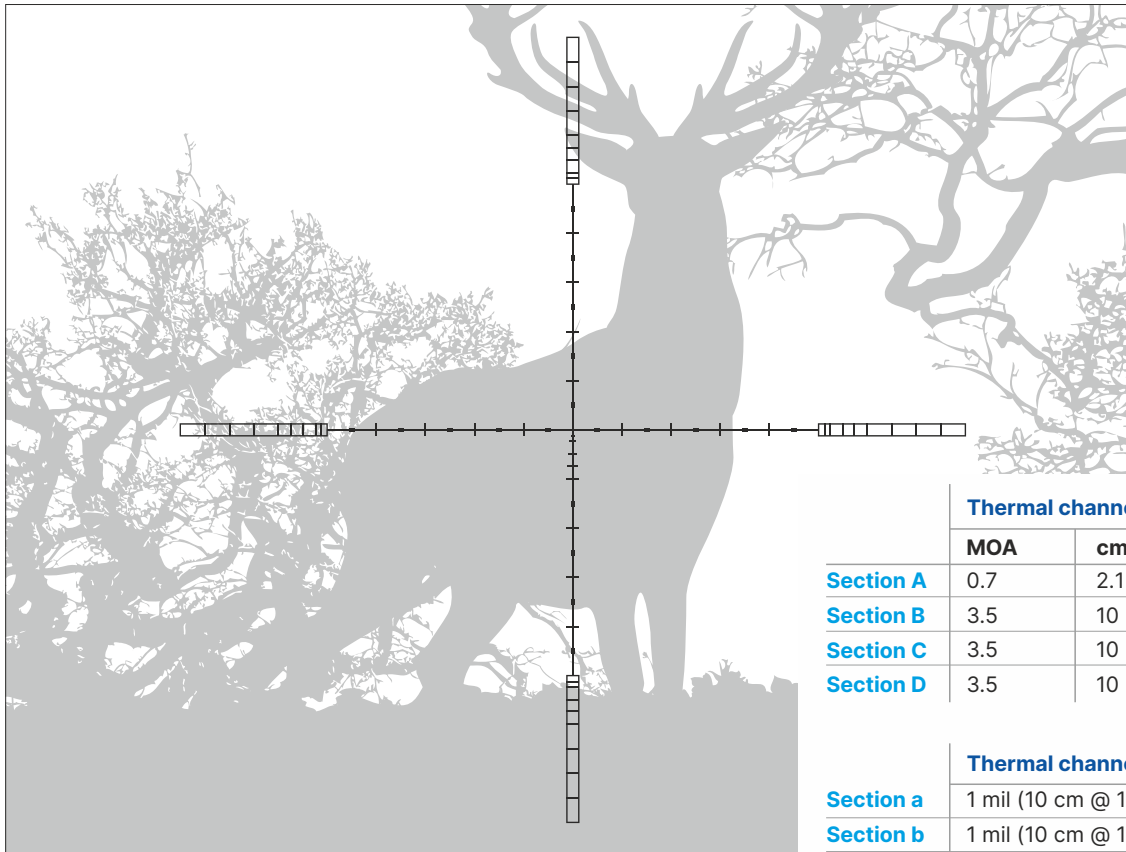 Thermal channe
MOA cm
Section A 0.7 2.1
Section B 3.5 10
Section C 3.5 10
Section D 3.5 10
Thermal channe
Section a 1 mil (10 cm @ 1
Section b 1 mil (10 cm @ 1